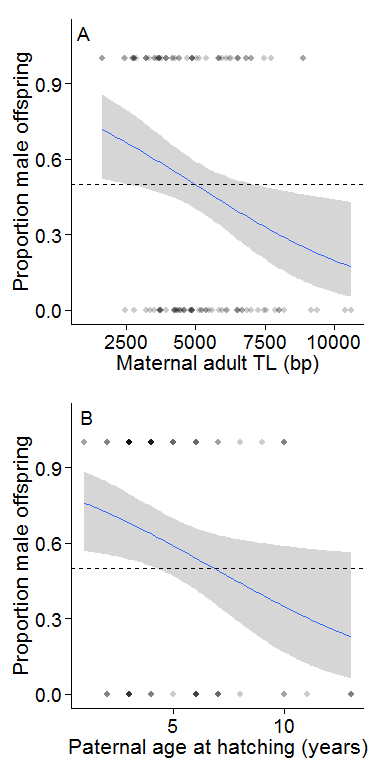 A
Proportion male offspring
0.9
0.6
0.3
0.0
2500 5000 7500 10000
Maternal adult TL (bp)
B
Proportion male offspring
0.9
0.6
0.3
0.0
5 10
Paternal age at hatching (years)